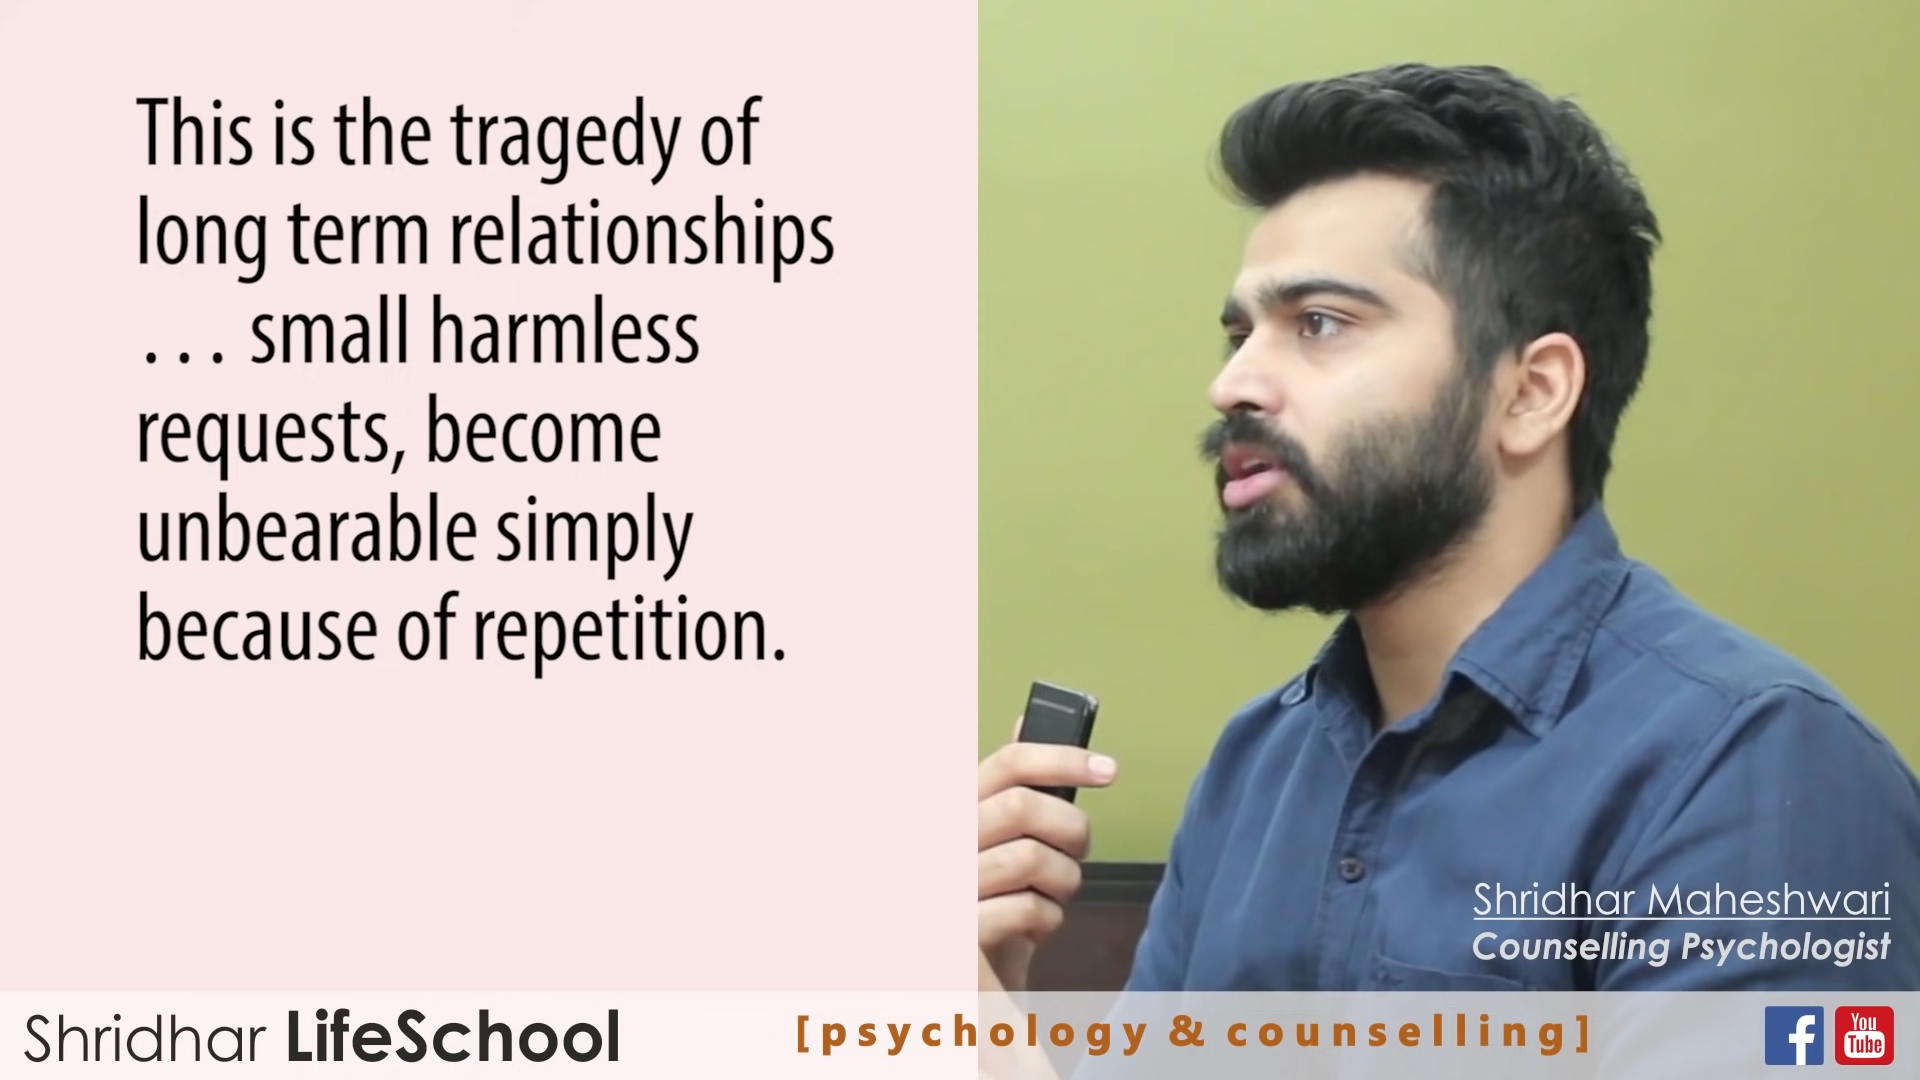 This is the tragedy of
long term relationships
... small harmless
requests, become
unbearable simply
because of repetition.
Shridhar Maheshwari
Counselling Psychologist
Shridhar LifeSchool
[psychology & counselling]
f
You
Tube